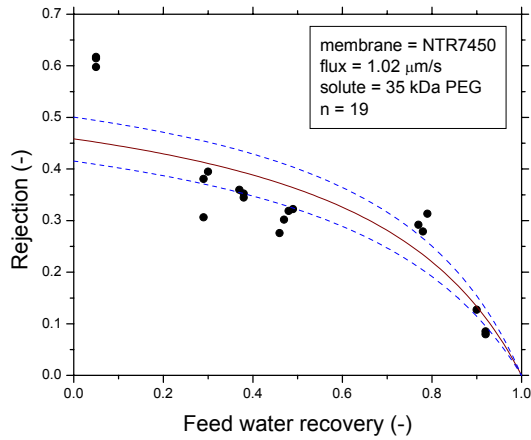 membrane = NTR7450
flux = 1.02 μm/s
solute = 35 kDa PEG
n = 19
0.7
0.6
0.5
0.4
0.3
0.2
0.1
0.0
Rejection (-)
0.0 0.2 0.4 0.6 0.8 1.0
Feed water recovery (-)